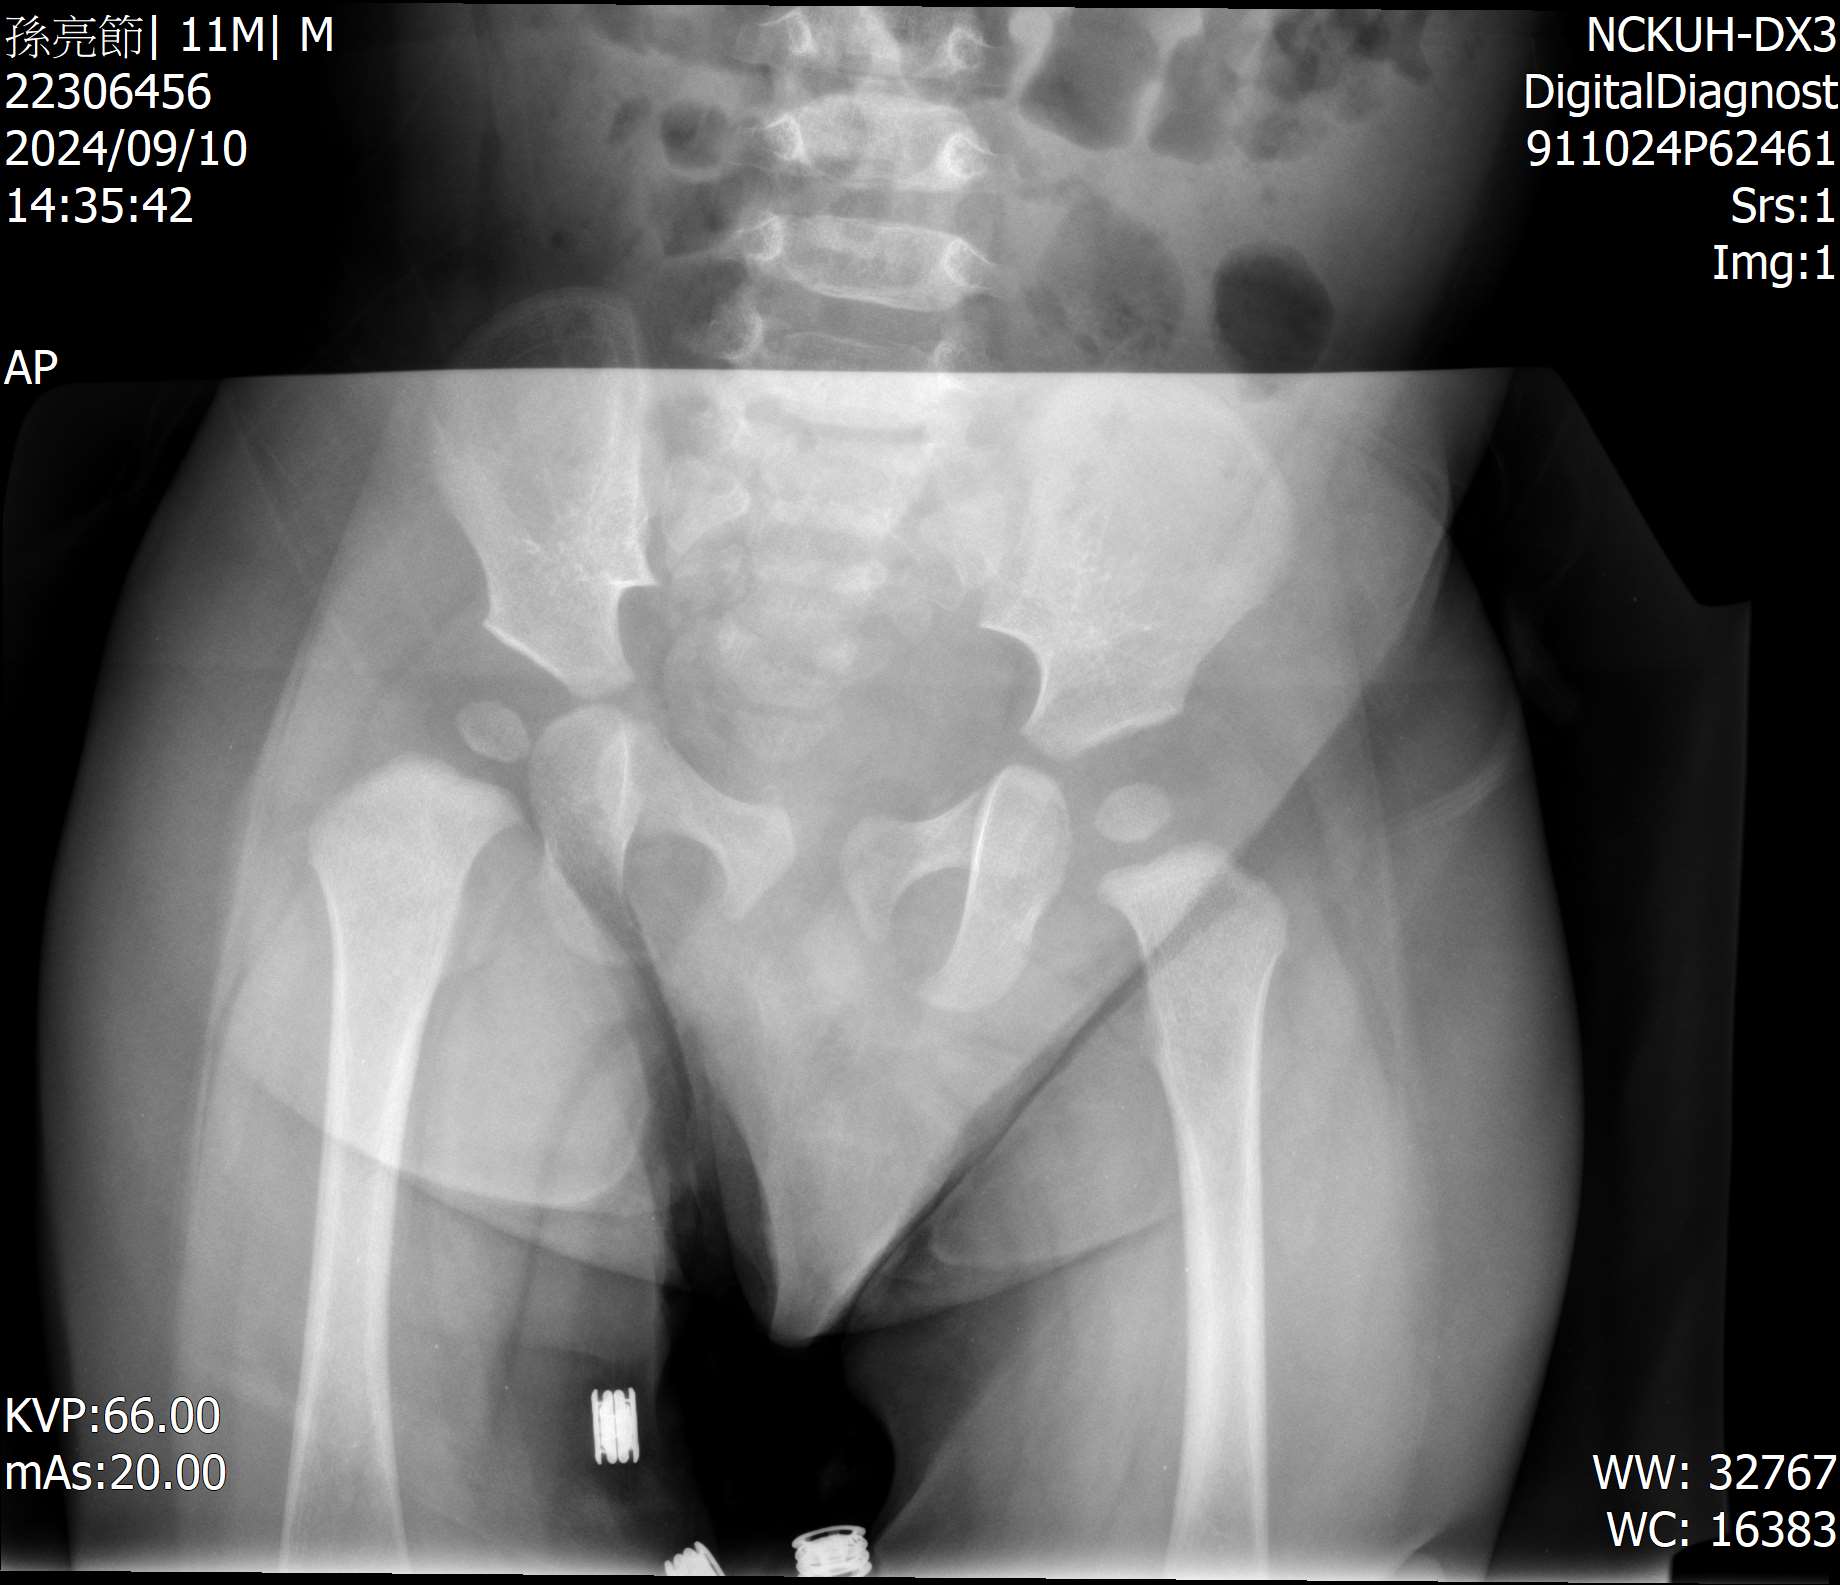 孫亮節| 11M| M
22306456
2024/09/10
14:35:42
AP
NCKUH-DX3
DigitalDiagnost
911024P62461
Srs:1
Img:1
KVP:66.00
mAs:20.00
WW: 32767
WC: 16383